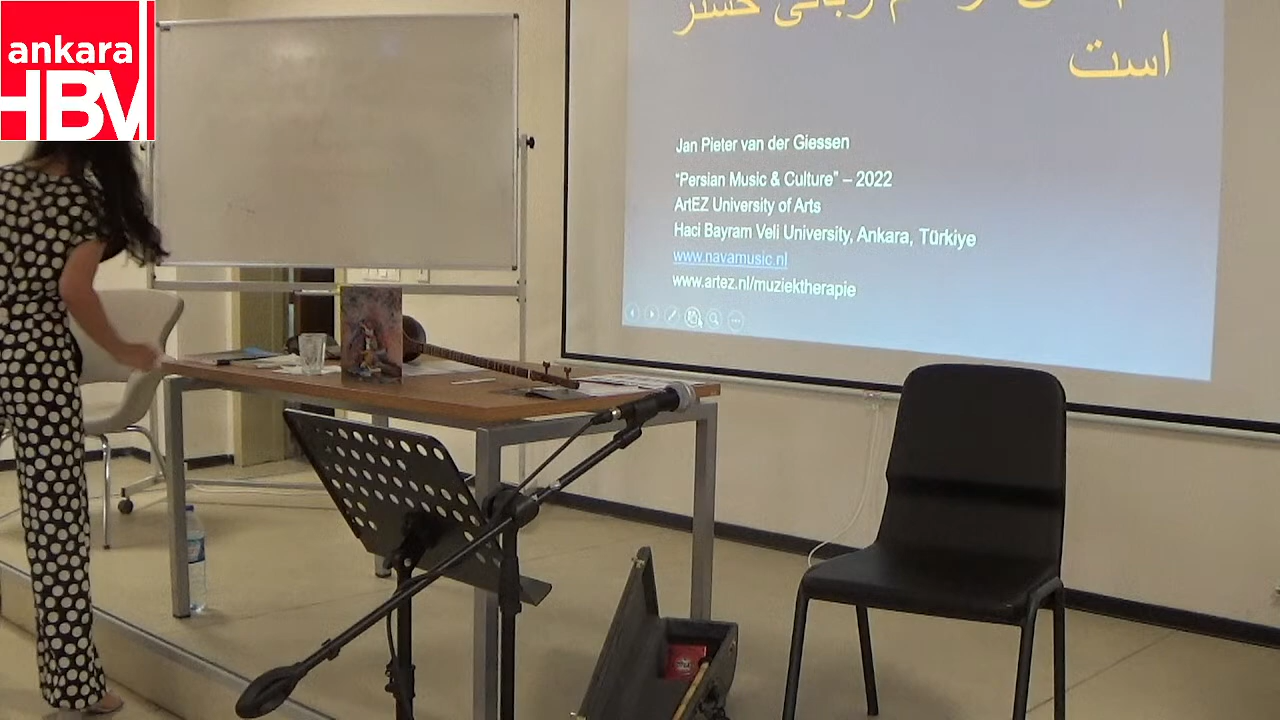 ankara
HBV
است
Jan Pieter van der Giessen
"Persian Music & Culture" – 2022
ArtEZ University of Arts
Haci Bayram Veli University, Ankara, Türkiye
www.navamusic.nl
www.artez.nl/muziektherapie